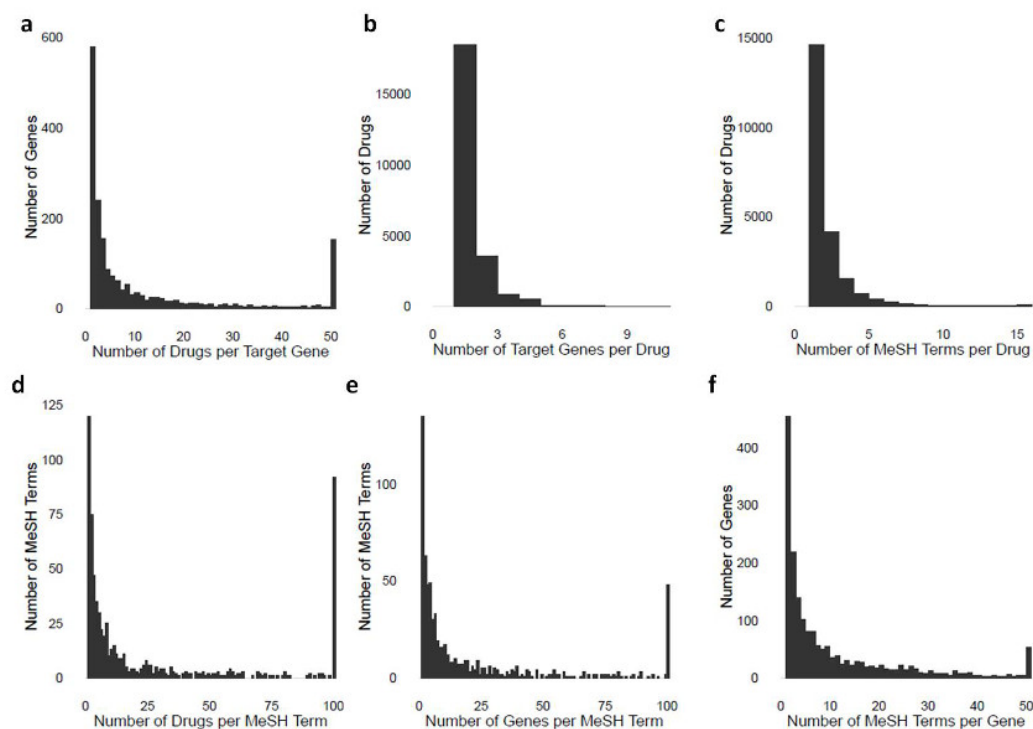 a
600
400
200
0
Number of Genes
0 10 20 30 40 50
Number of Drugs per Target Gene
b
15000
10000
5000
0
Number of Drugs
0 3 6 9
Number of Target Genes per Drug
c
15000
10000
5000
0
Number of Drugs
0 5 10 15
Number of MeSH Terms per Drug
d
125
100
75
50
25
0
Number of MeSH Terms
0 25 50 75 100
Number of Drugs per MeSH Term
e
100
50
0
Number of MeSH Terms
0 25 50 75 100
Number of Genes per MeSH Term
f
400
300
200
100
0
Number of Genes
0 10 20 30 40 50
Number of MeSH Terms per Gene